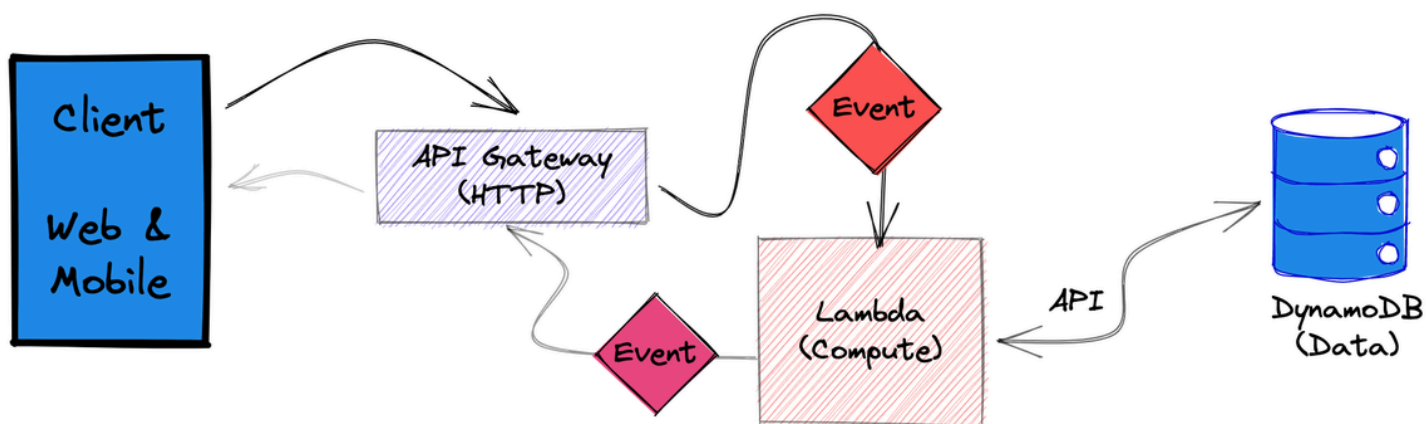 Client
Web &
Mobile
API Gateway
(HTTP)
Event
Event
Lambda
(Compute)
API
DynamoDB
(Data)